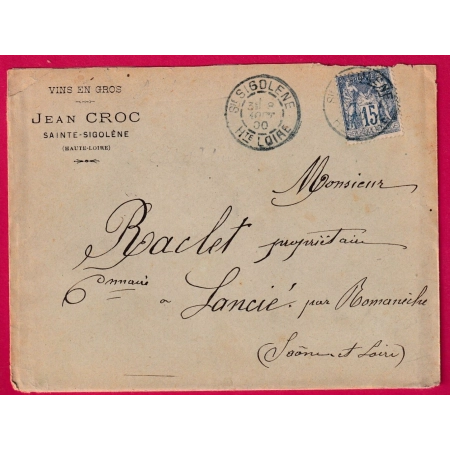 VINS EN GROS
JEAN CROC
SAINTE-SIGOLÈNE
(HAUTE-LOIRE)
STE SIGOLENE
00
HTE LOIRE
15
Monsieur
Raclet propriétaire
à Lancié par Romanèche
(Saône et Loire)